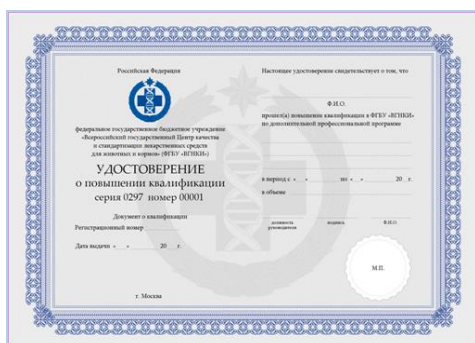 Российская Федерация
федеральное государственное бюджетное учреждение
«Всероссийский государственный Центр качества
и стандартизации лекарственных средств
для животных и кормов» (ФГБУ «ВГНКИ»)
УДОСТОВЕРЕНИЕ
о повышении квалификации
серия 0297 номер 00001
Документ о квалификации
Регистрационный номер
Дата выдачи « » 20 г.
г. Москва
Настоящее удостоверение свидетельствует о том, что
Ф.И.О.
прошел(а) повышение квалификации в ФГБУ «ВГНКИ»
по дополнительной профессиональной программе
в период с « » по « » 20 г.
в объеме
должность подпись Ф.И.О.
руководителя
М.П.